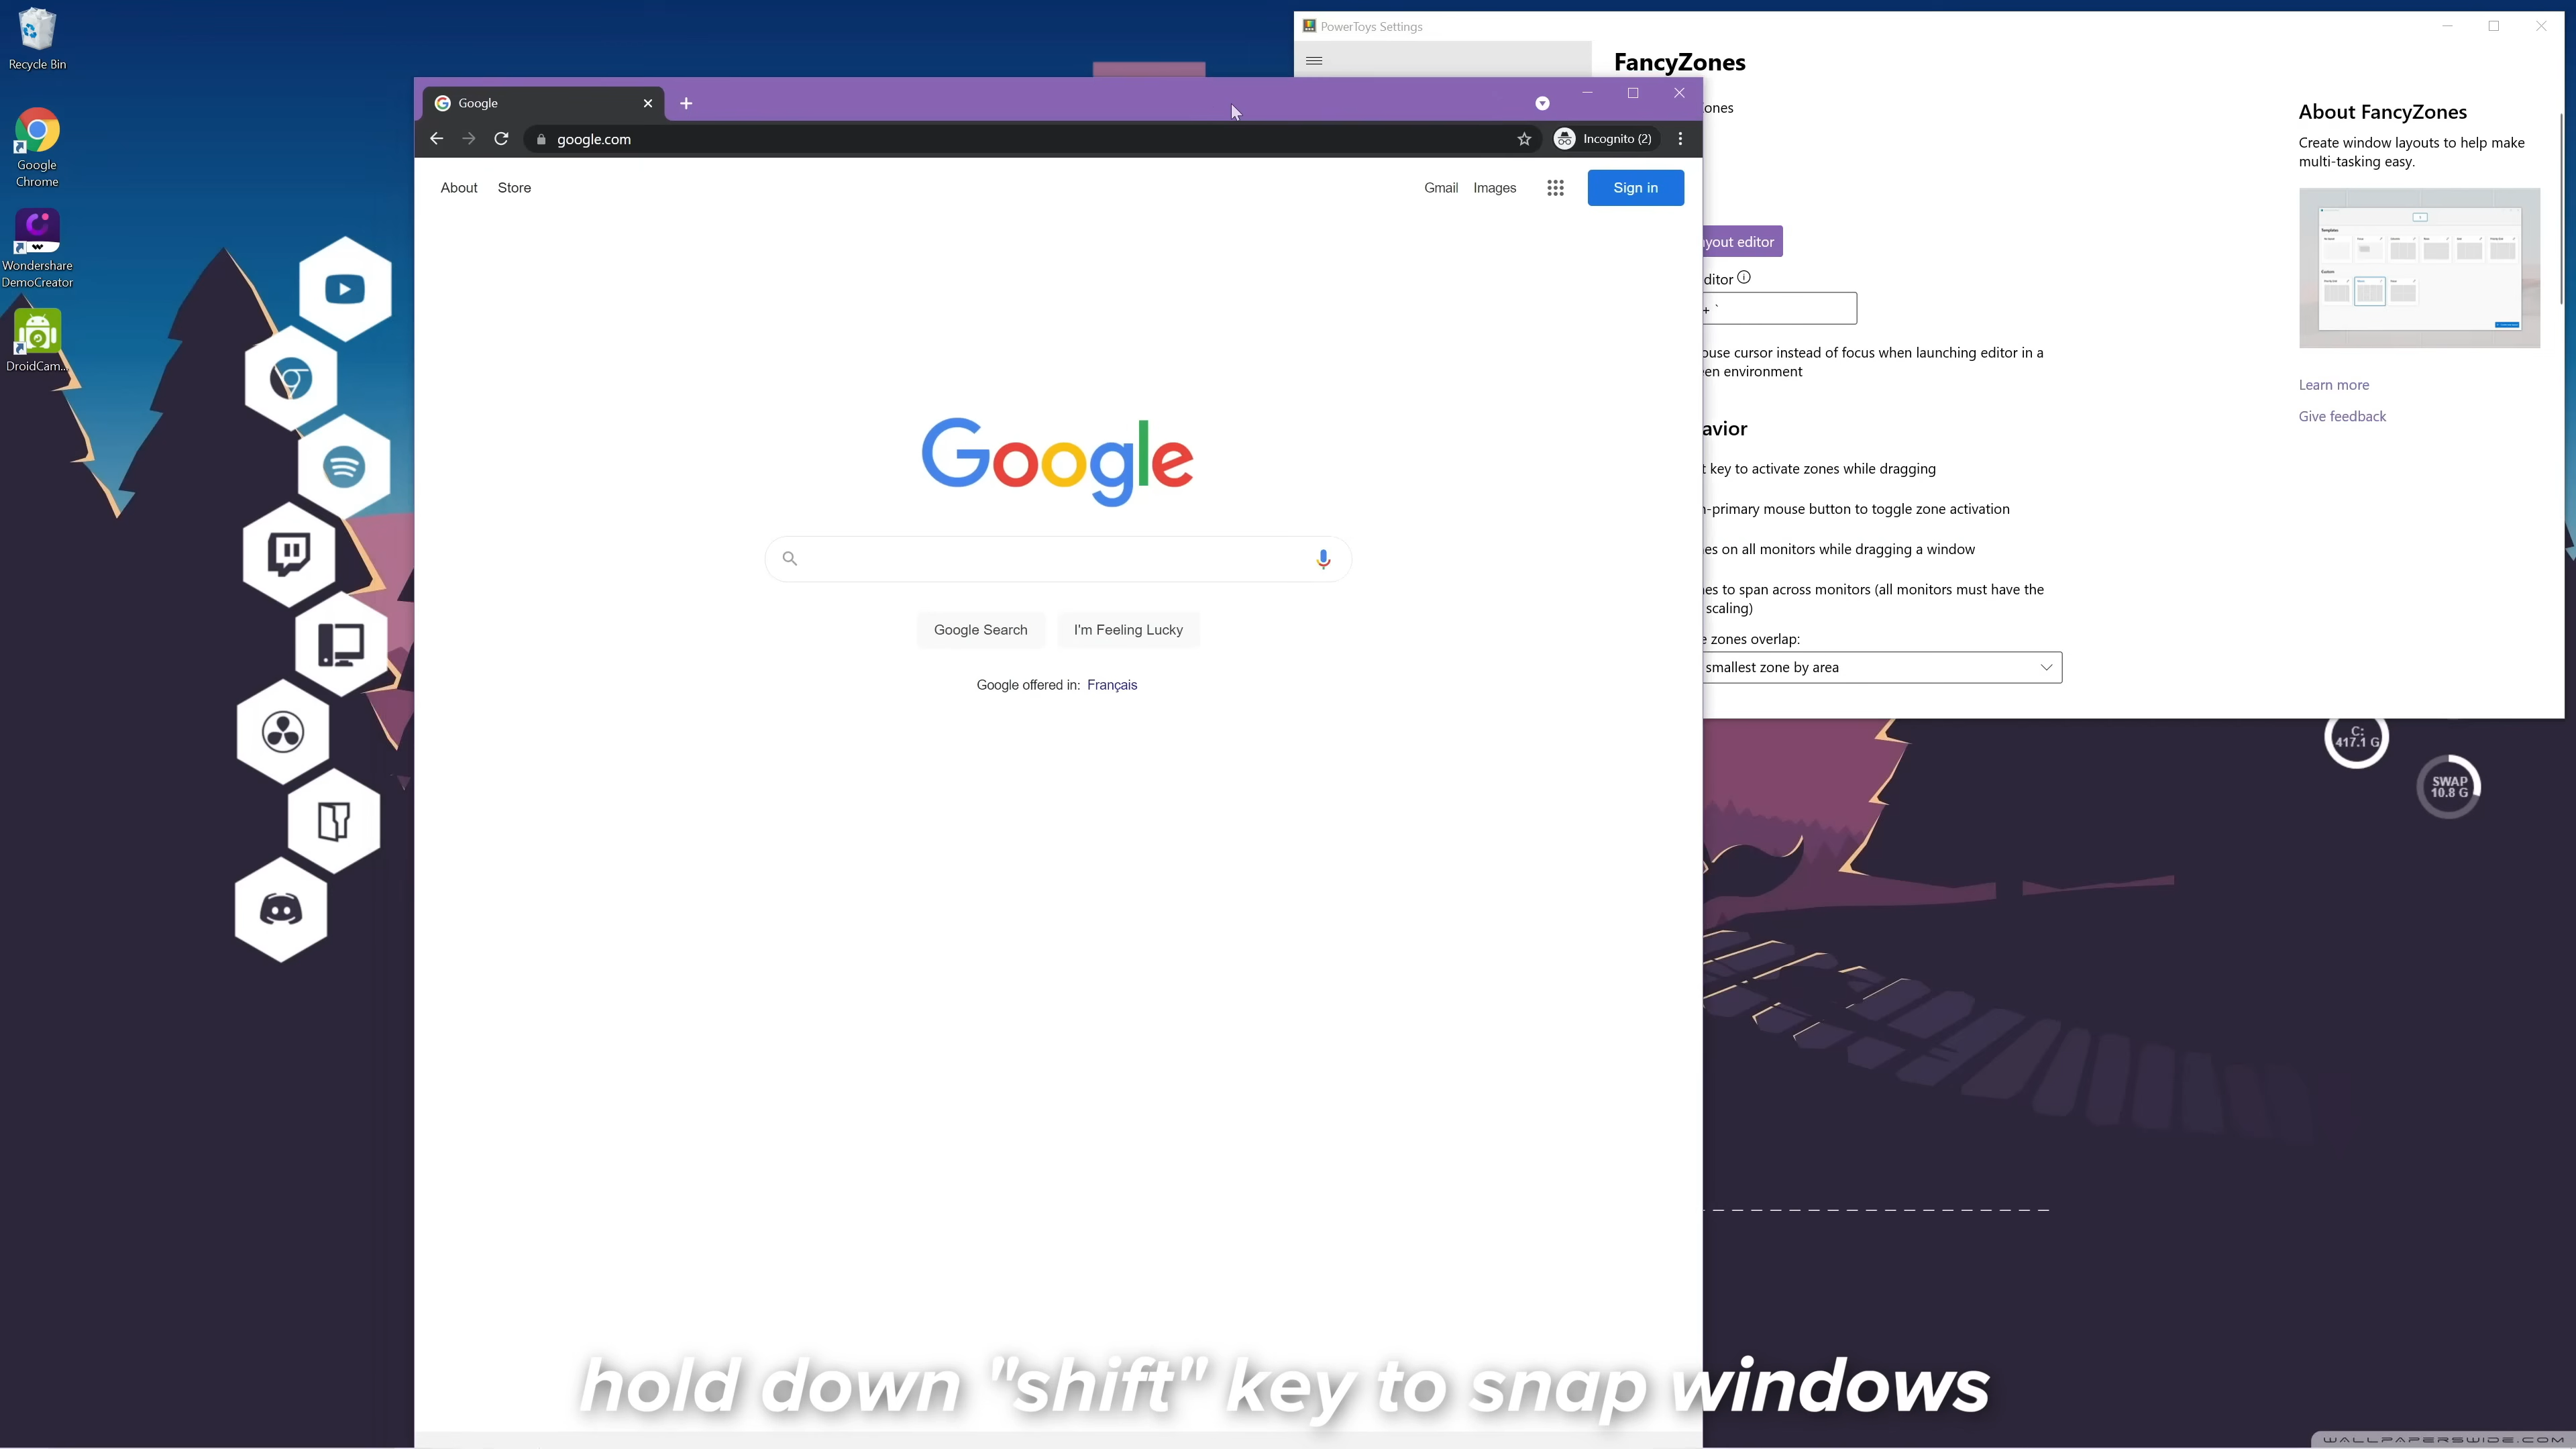 Recycle Bin
Google
Chrome
Wondershare
DemoCreator
DroidCam...
PowerToys Settings
FancyZones
ones
yout editor
ditor
+ `
ouse cursor instead of focus when launching editor in a
een environment
avior
t key to activate zones while dragging
n-primary mouse button to toggle zone activation
es on all monitors while dragging a window
es to span across monitors (all monitors must have the
scaling)
e zones overlap:
smallest zone by area
About FancyZones
Create window layouts to help make
multi-tasking easy.
Learn more
Give feedback
Google
google.com
Incognito (2)
About Store
Gmail Images
Sign in
Google
Google Search I'm Feeling Lucky
Google offered in: Français
C:
417.1 G
SWAP
10.8 G
hold down "shift" key to snap windows
WALLPAPERSWIDE.COM